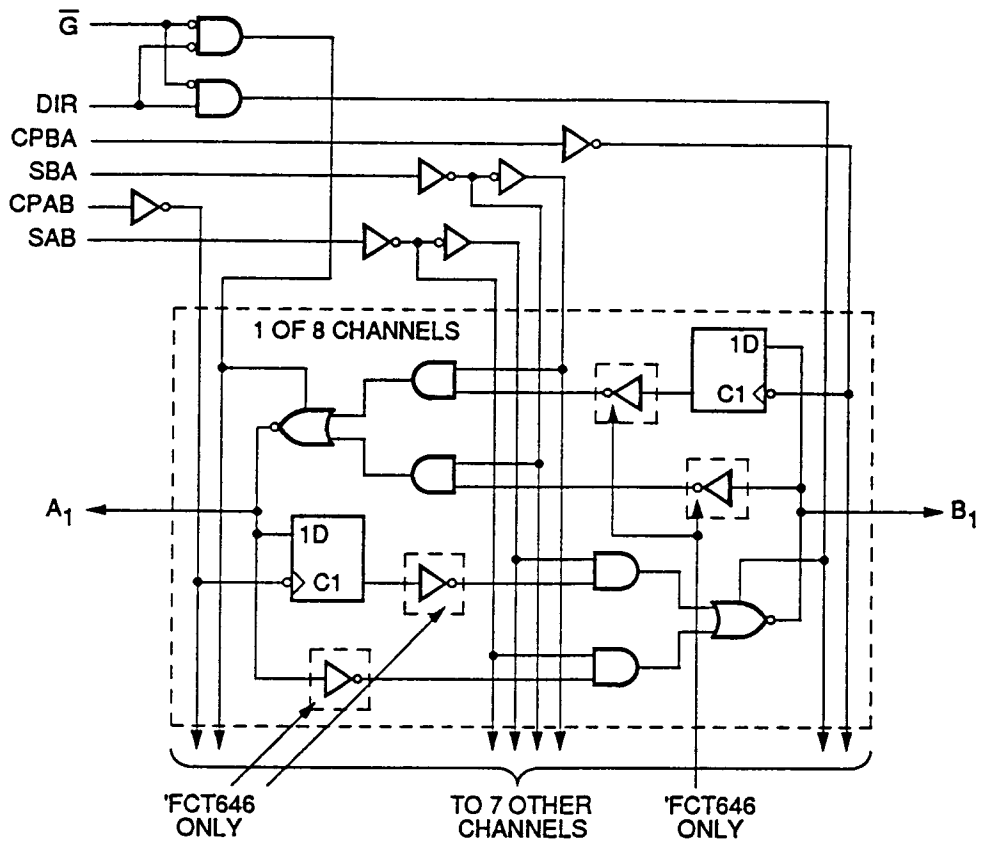 G̅
DIR
CPBA
SBA
CPAB
SAB
1 OF 8 CHANNELS
1D
C1
A1
B1
1D
C1
'FCT646
ONLY
TO 7 OTHER
CHANNELS
'FCT646
ONLY